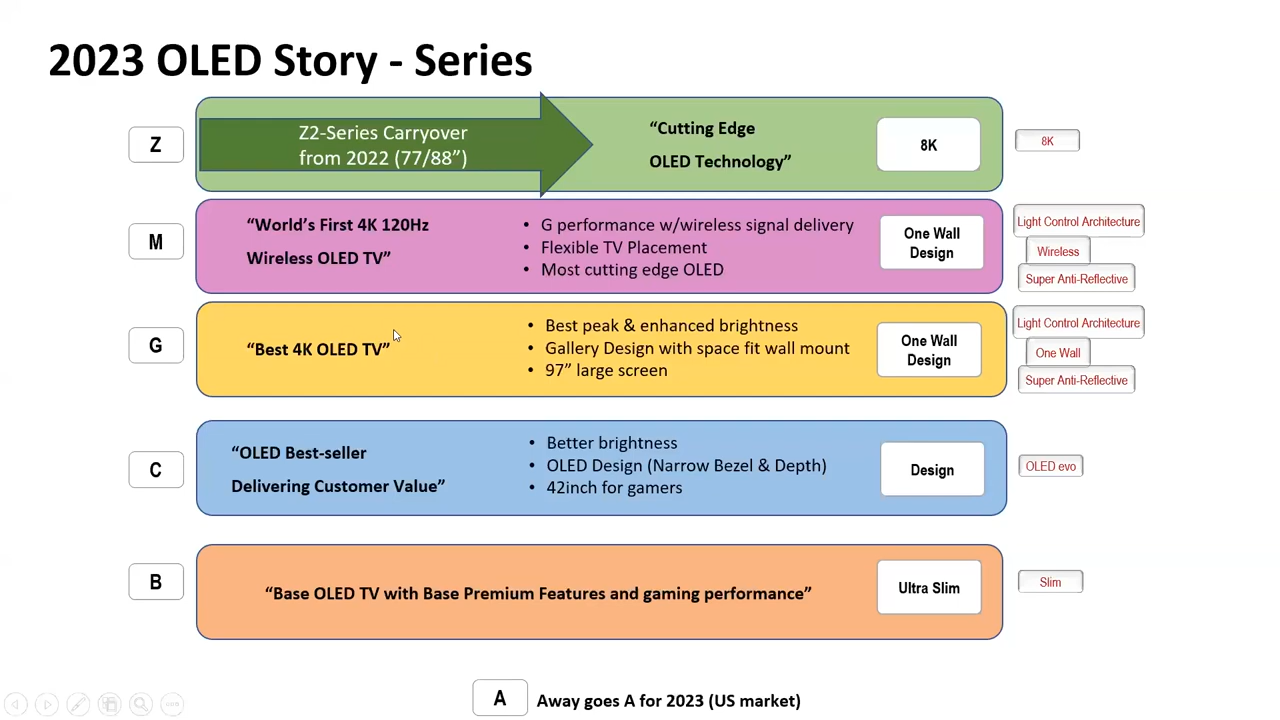 2023 OLED Story - Series
Z
Z2-Series Carryover
from 2022 (77/88”)
“Cutting Edge
OLED Technology”
8K
8K
M
“World’s First 4K 120Hz
Wireless OLED TV”
• G performance w/wireless signal delivery
• Flexible TV Placement
• Most cutting edge OLED
One Wall
Design
Light Control Architecture
Wireless
Super Anti-Reflective
G
“Best 4K OLED TV”
• Best peak & enhanced brightness
• Gallery Design with space fit wall mount
• 97” large screen
One Wall
Design
Light Control Architecture
One Wall
Super Anti-Reflective
C
“OLED Best-seller
Delivering Customer Value”
• Better brightness
• OLED Design (Narrow Bezel & Depth)
• 42inch for gamers
Design
OLED evo
B
“Base OLED TV with Base Premium Features and gaming performance”
Ultra Slim
Slim
A
Away goes A for 2023 (US market)